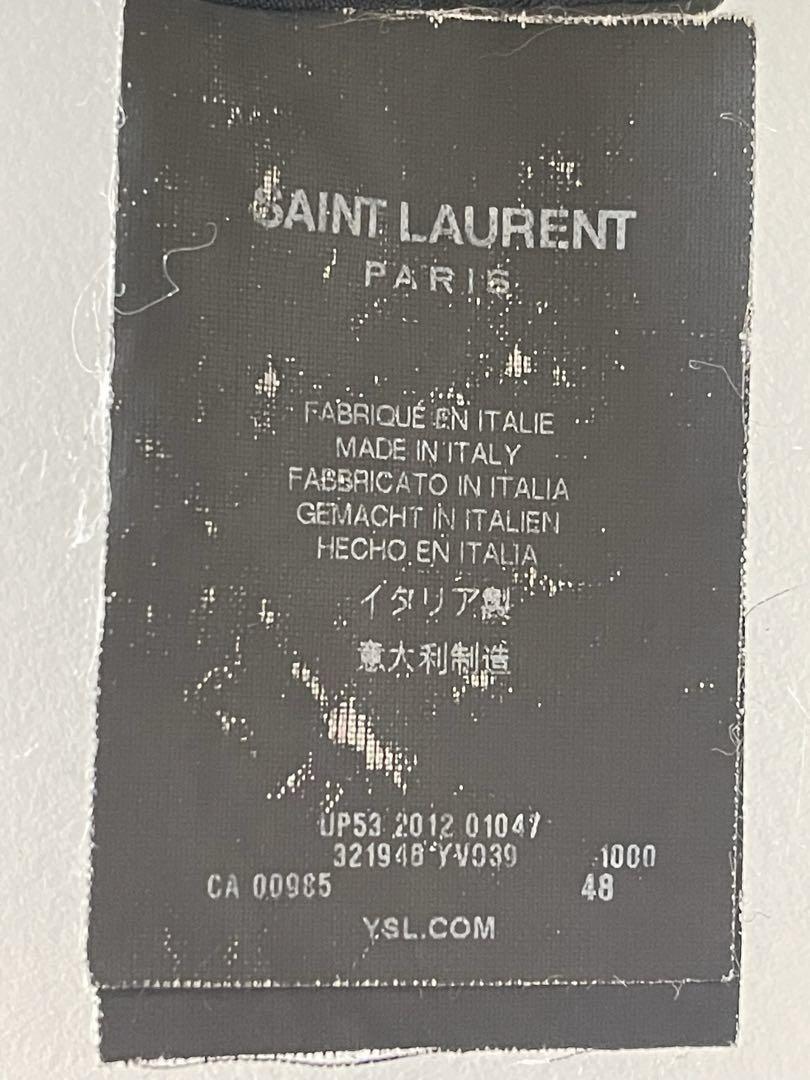 SAINT LAURENT
PARIS
FABRIQUÉ EN ITALIE
MADE IN ITALY
FABBRICATO IN ITALIA
GEMACHT IN ITALIEN
HECHO EN ITALIA
イタリア製
意大利制造
UP53 2012 01047
321948 YV039 1000
CA 00985 48
YSL.COM